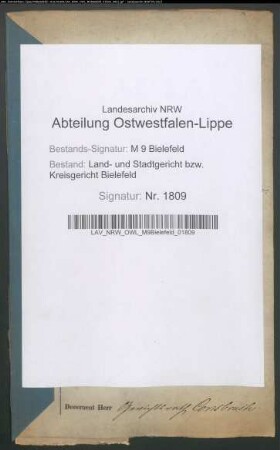 Landesarchiv NRW
Abteilung Ostwestfalen-Lippe
Bestands-Signatur: M 9 Bielefeld
Bestand: Land- und Stadtgericht bzw.
Kreisgericht Bielefeld
Signatur: Nr. 1809
LAV_NRW_OWL_M9Bielefeld_01809
Decernent Herr